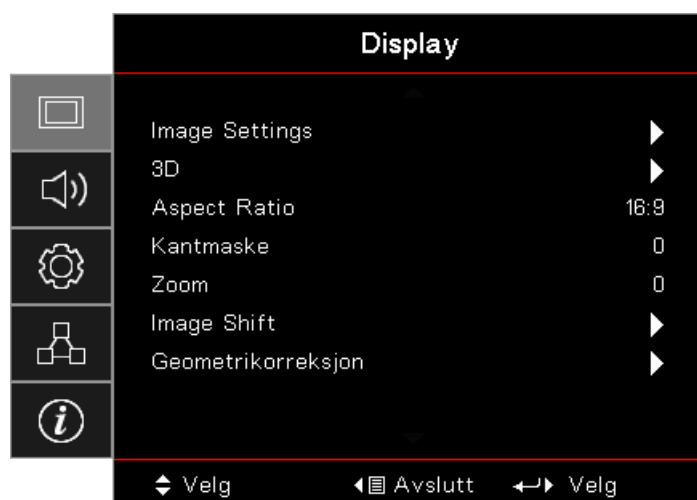 Display
Image Settings
3D
Aspect Ratio 16:9
Kantmaske 0
Zoom 0
Image Shift
Geometrikorreksjon
Velg Avslutt Velg